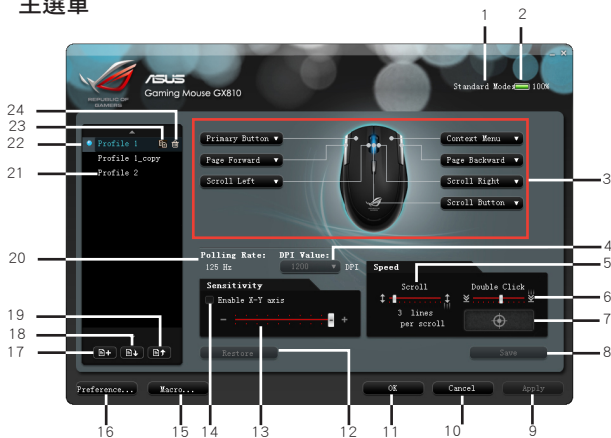 主選單
1 2
REPUBLIC OF
GAMERS
ASUS
Gaming Mouse GX810
Standard Mode: 100%
24
23
22
21
Profile 1
Profile 1_copy
Profile 2
Primary Button
Page Forward
Scroll Left
Context Menu
Page Backward
Scroll Right
Scroll Button
3
20
Polling Rate:
125 Hz
DPI Value:
1200 DPI
4
Sensitivity
Enable X-Y axis
- +
Speed
Scroll
3 lines
per scroll
Double Click
5
6
7
8
19
18
17
Restore
Save
Preference...
Macro...
OK
Cancel
Apply
16 15 14 13 12 11 10 9